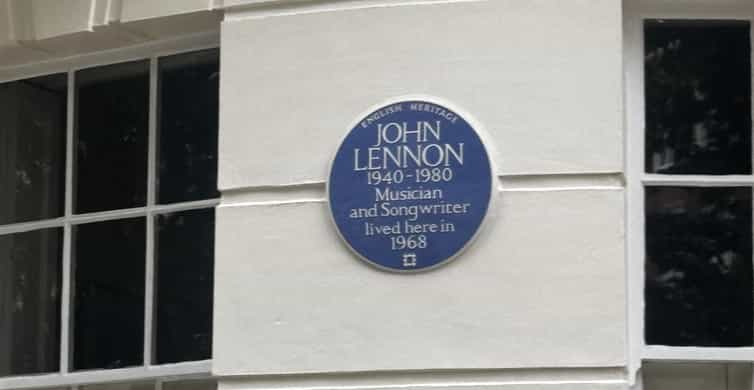 ENGLISH HERITAGE
JOHN
LENNON
1940-1980
Musician
and Songwriter
lived here in
1968